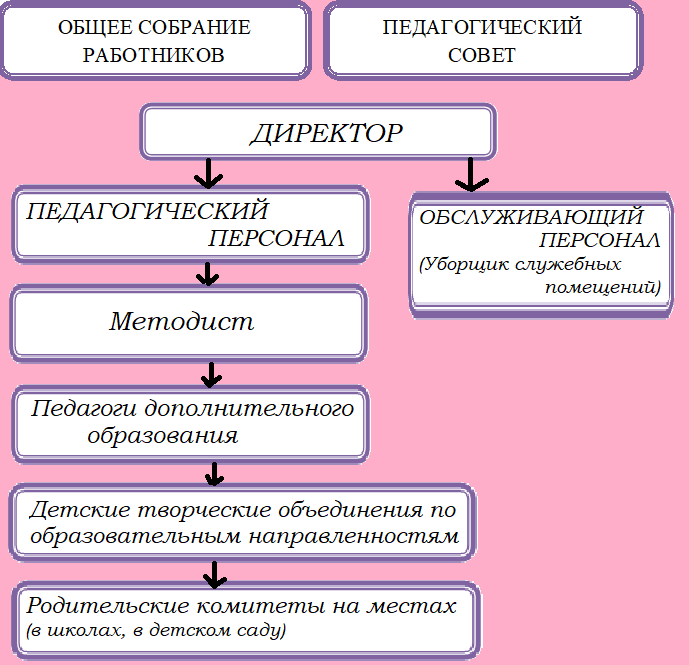 ОБЩЕЕ СОБРАНИЕ
РАБОТНИКОВ
ПЕДАГОГИЧЕСКИЙ
СОВЕТ
ДИРЕКТОР
ПЕДАГОГИЧЕСКИЙ
ПЕРСОНАЛ
ОБСЛУЖИВАЮЩИЙ
ПЕРСОНАЛ
(Уборщик служебных
помещений)
Методист
Педагоги дополнительного
образования
Детские творческие объединения по
образовательным направленностям
Родительские комитеты на местах
(в школах, в детском саду)